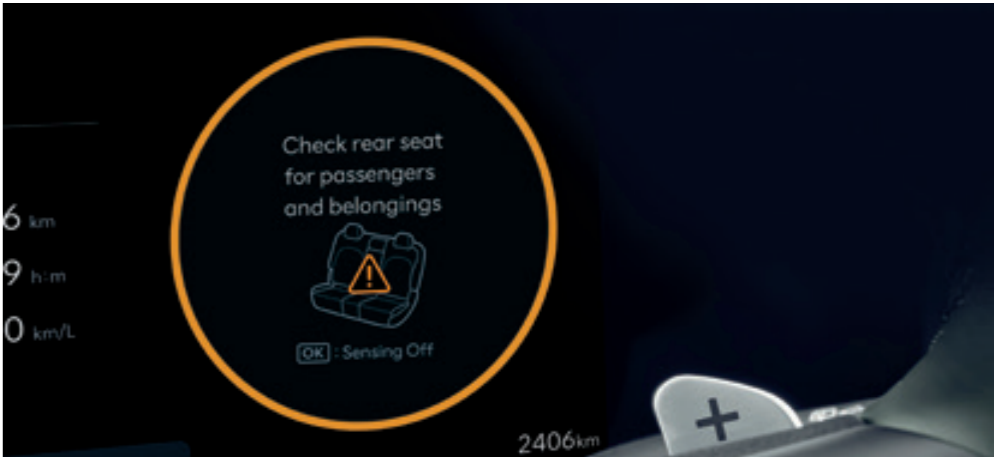 Check rear seat
for passengers
and belongings
6 km
9 h:m
0 km/L
OK : Sensing Off
2406km
+